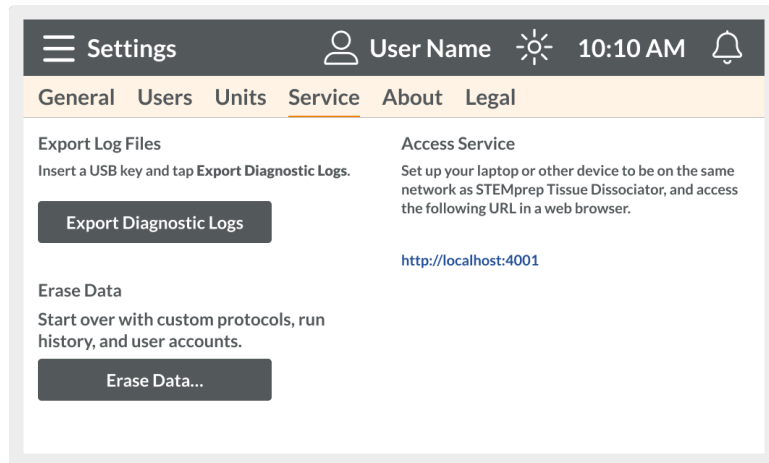 Settings
User Name
10:10 AM
General Users Units Service About Legal
Export Log Files
Insert a USB key and tap Export Diagnostic Logs.
Export Diagnostic Logs
Erase Data
Start over with custom protocols, run
history, and user accounts.
Erase Data...
Access Service
Set up your laptop or other device to be on the same
network as STEMprep Tissue Dissociator, and access
the following URL in a web browser.
http://localhost:4001